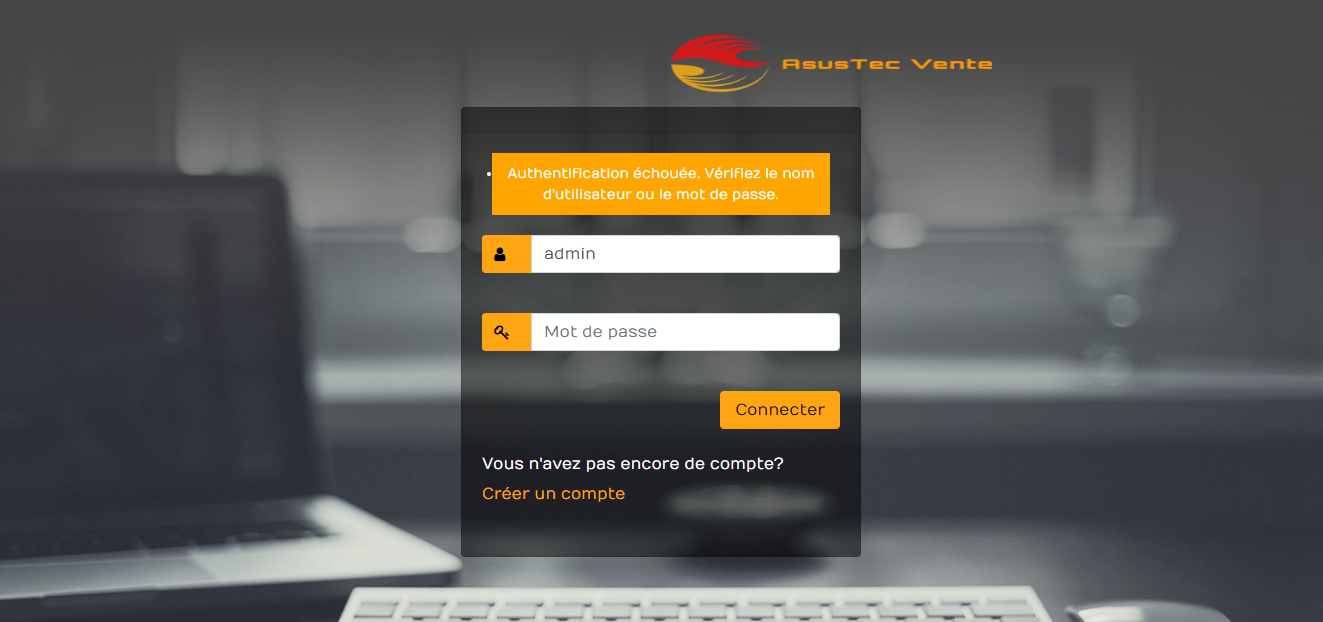 AsusTec Vente
Authentification échouée. Vérifiez le nom
d'utilisateur ou le mot de passe.
admin
Mot de passe
Connecter
Vous n'avez pas encore de compte?
Créer un compte